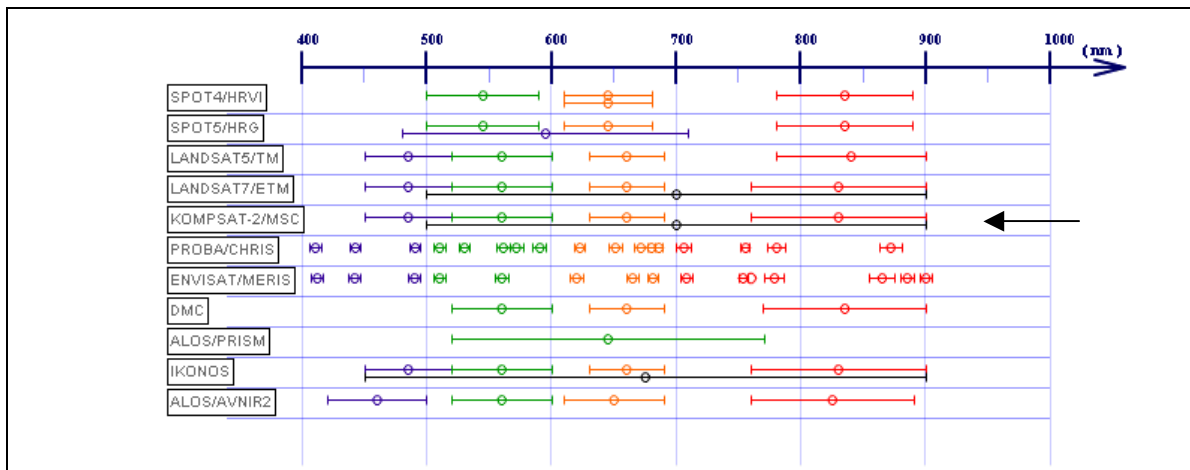 400 500 600 700 800 900 1000 (nm)
SPOT4/HRVI
SPOT5/HRG
LANDSAT5/TM
LANDSAT7/ETM
KOMPSAT-2/MSC
PROBA/CHRIS
ENVISAT/MERIS
DMC
ALOS/PRISM
IKONOS
ALOS/AVNIR2